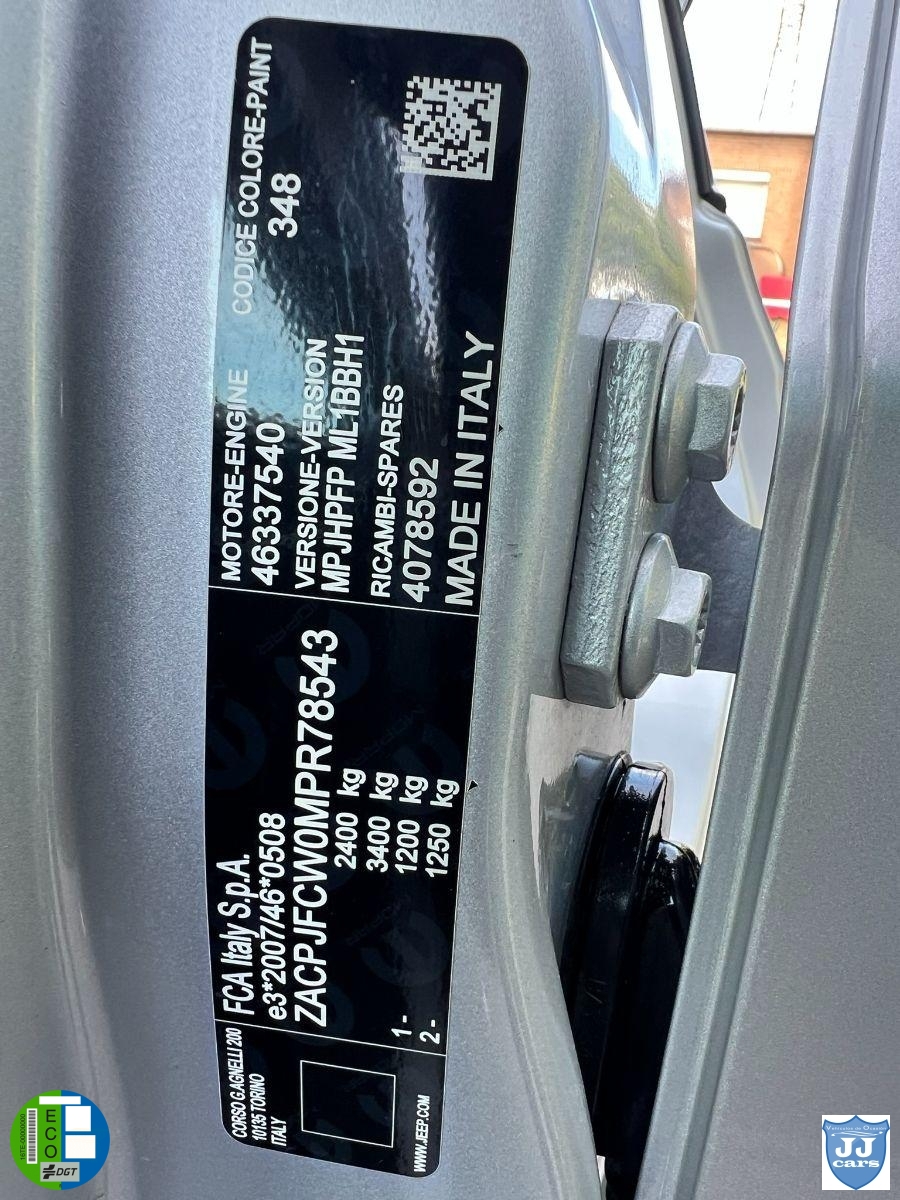 CORSO G.AGNELLI 200
10135 TORINO
ITALY
WWW.JEEP.COM
FCA Italy S.p.A.
e3*2007/46*0508
ZACPJFCW0MPR78543
2400 kg
3400 kg
1 - 1200 kg
2 - 1250 kg
MOTORE-ENGINE CODICE COLORE-PAINT
46337540 348
VERSIONE-VERSION
MPJHPFP ML1BBH1
RICAMBI-SPARES
4078592
MADE IN ITALY
ECO
DGT
JJ
cars